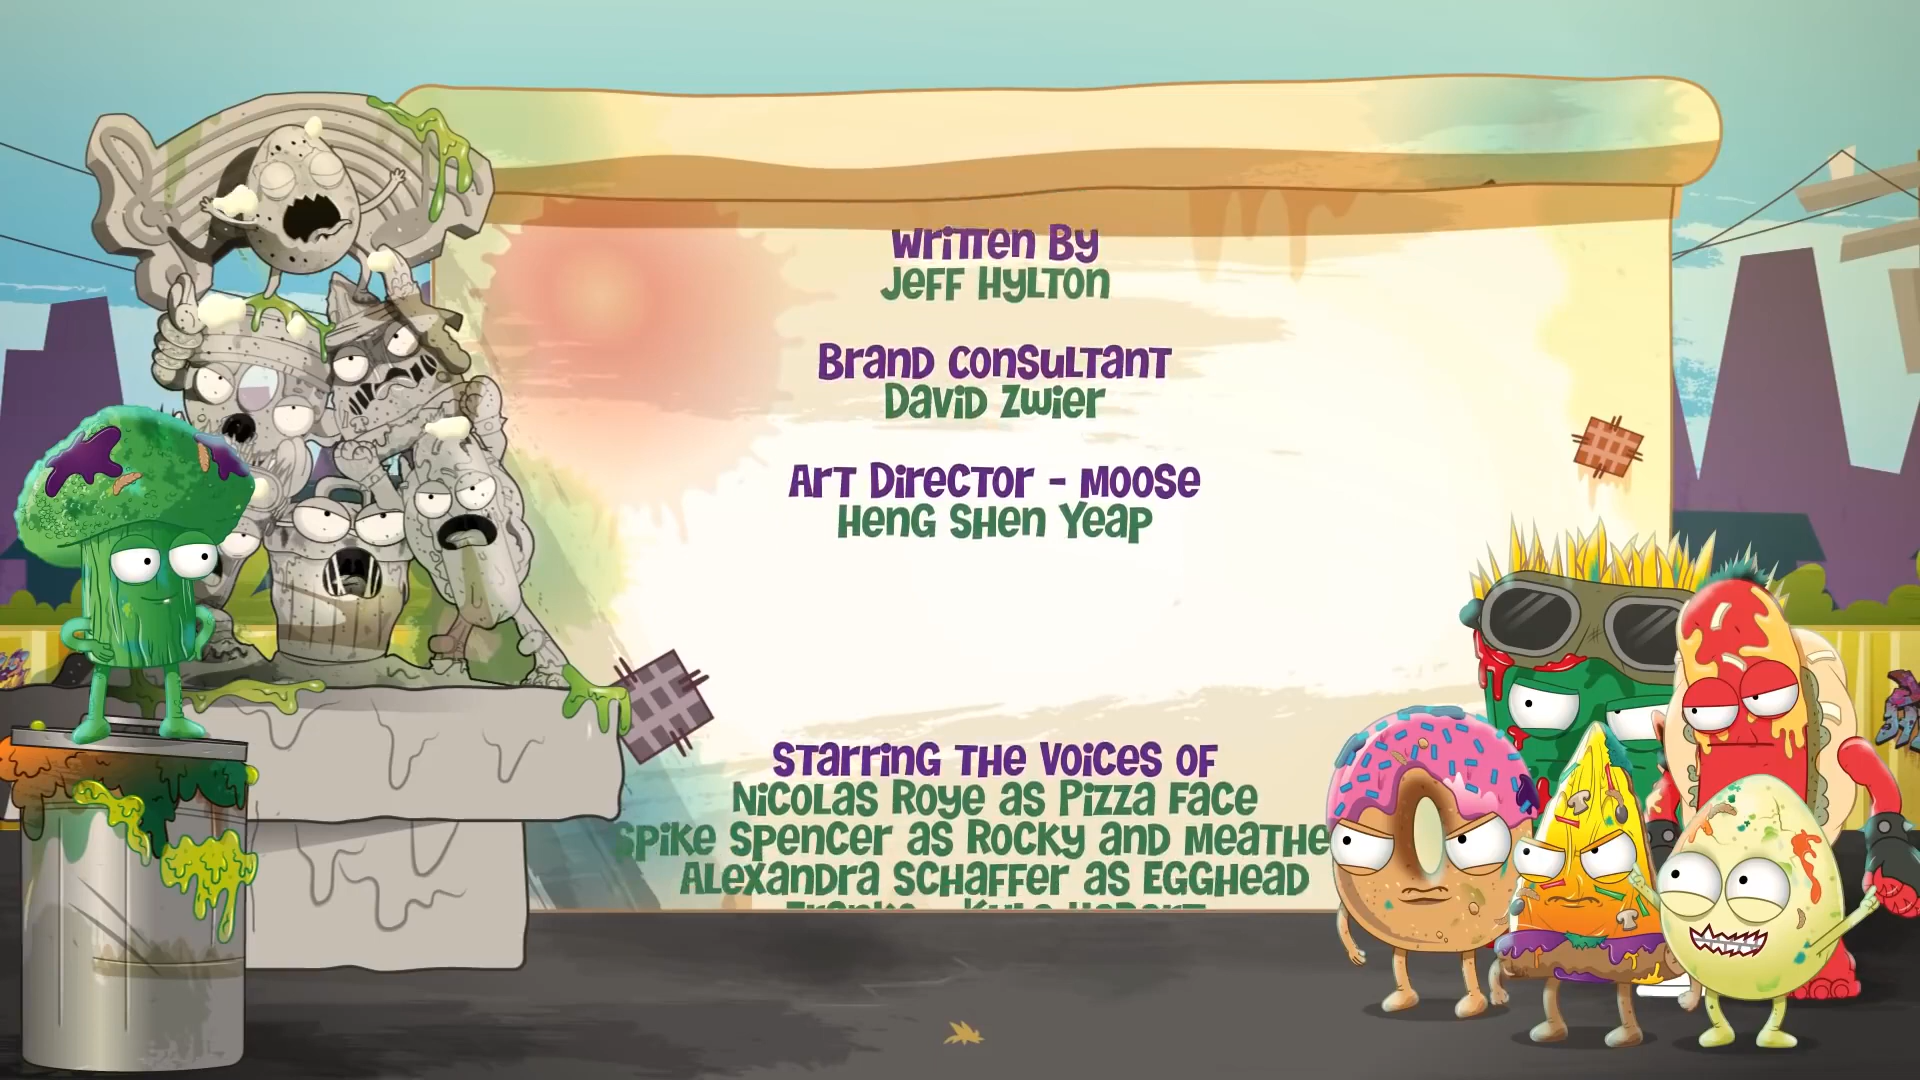 Written By
Jeff Hylton
Brand Consultant
David Zwier
Art Director - Moose
Heng Shen Yeap
Starring The Voices Of
Nicolas Roye as Pizza Face
Spike Spencer as Rocky and Meathe
Alexandra Schaffer as Egghead